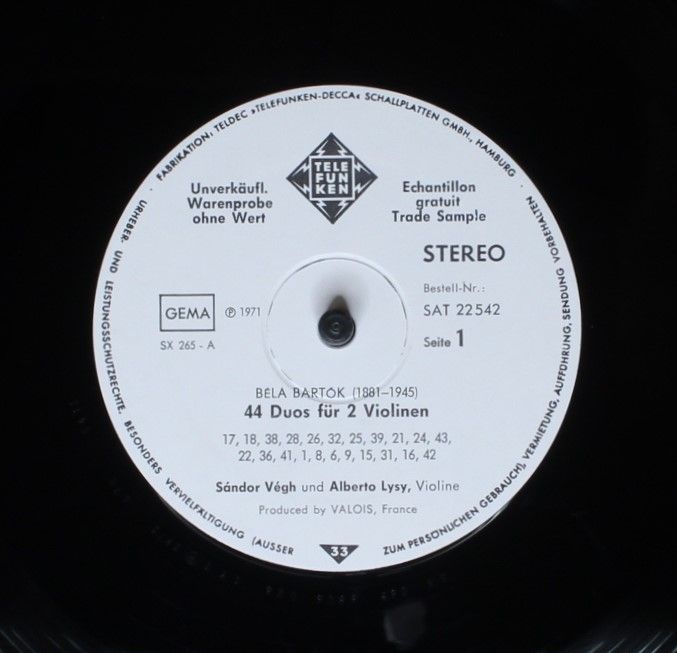 · FABRIKATION: TELDEC »TELEFUNKEN-DECCA« SCHALLPLATTEN GMBH., HAMBURG ·
URHEBER- UND LEISTUNGSSCHUTZRECHTE. BESONDERS VERVIELFÄLTIGUNG (AUSSER ZUM PERSÖNLICHEN GEBRAUCH), VERMIETUNG, AUFFÜHRUNG, SENDUNG VORBEHALTEN
TELE
FUN
KEN
Unverkäufl.
Warenprobe
ohne Wert
Echantillon
gratuit
Trade Sample
STEREO
Bestell-Nr.:
SAT 22 542
Seite 1
GEMA
℗ 1971
SX 265 - A
BÉLA BARTÓK (1881–1945)
44 Duos für 2 Violinen
17, 18, 38, 28, 26, 32, 25, 39, 21, 24, 43,
22, 36, 41, 1, 8, 6, 9, 15, 31, 16, 42
Sándor Végh und Alberto Lysy, Violine
Produced by VALOIS, France
33